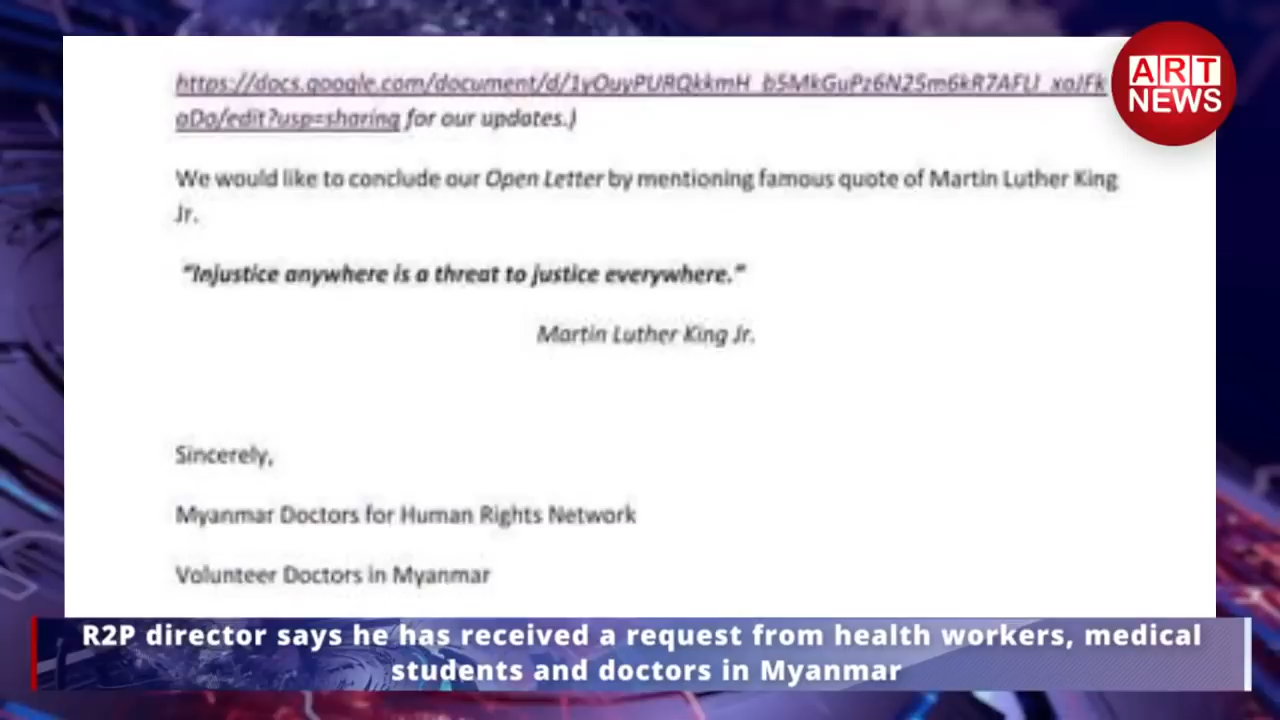 ART
NEWS
for our updates.)
We would like to conclude our Open Letter by mentioning famous quote of Martin Luther King
Jr.
"Injustice anywhere is a threat to justice everywhere."
Martin Luther King Jr.
Sincerely,
Myanmar Doctors for Human Rights Network
Volunteer Doctors in Myanmar
R2P director says he has received a request from health workers, medical
students and doctors in Myanmar